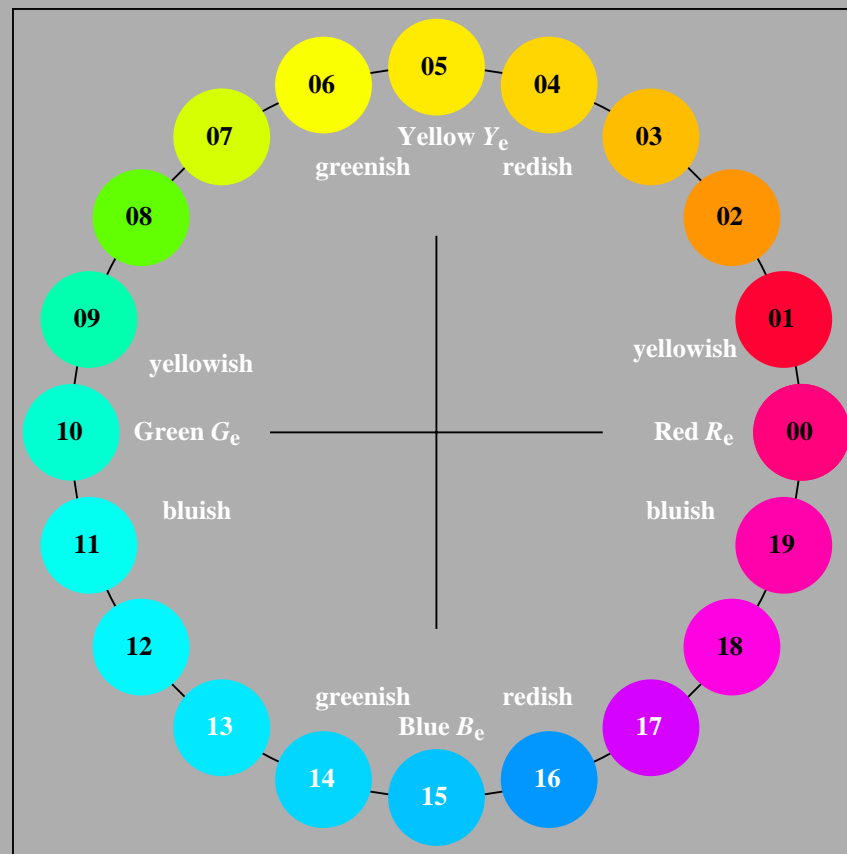 05
06
04
07
Yellow Ye
03
greenish
redish
08
02
09
01
yellowish
yellowish
10
Green Ge
Red Re
00
bluish
bluish
11
19
12
18
greenish
redish
13
Blue Be
17
14
16
15